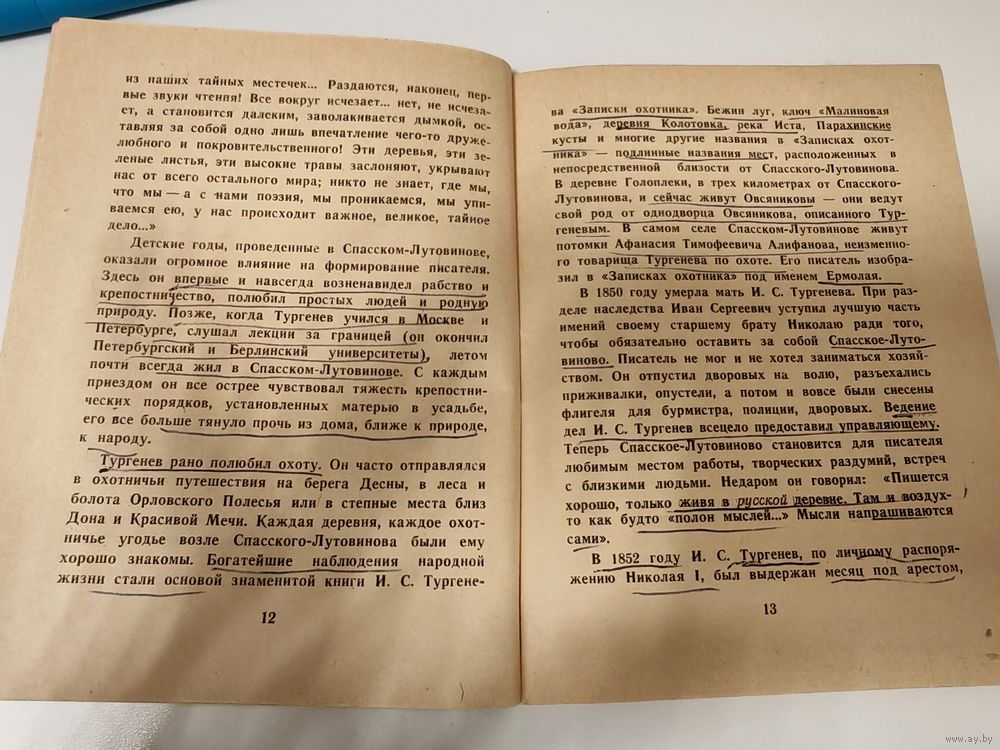 из наших тайных местечек... Раздаются, наконец, пер-
вые звуки чтения! Все вокруг исчезает... нет, не исчеза-
ет, а становится далеким, заволакивается дымкой, ос-
тавляя за собой одно лишь впечатление чего-то друже-
любного и покровительственного! Эти деревья, эти зе-
леные листья, эти высокие травы заслоняют, укрывают
нас от всего остального мира; никто не знает, где мы,
что мы — а с нами поэзия, мы проникаемся, мы упи-
ваемся ею, у нас происходит важное, великое, тайное
дело...»
Детские годы, проведенные в Спасском-Лутовинове,
оказали огромное влияние на формирование писателя.
Здесь он впервые и навсегда возненавидел рабство и
крепостничество, полюбил простых людей и родную
природу. Позже, когда Тургенев учился в Москве и
Петербурге, слушал лекции за границей (он окончил
Петербургский и Берлинский университеты), летом
почти всегда жил в Спасском-Лутовинове. С каждым
приездом он все острее чувствовал тяжесть крепостни-
ческих порядков, установленных матерью в усадьбе,
его все больше тянуло прочь из дома, ближе к природе,
к народу.
Тургенев рано полюбил охоту. Он часто отправлялся
в охотничьи путешествия на берега Десны, в леса и
болота Орловского Полесья или в степные места близ
Дона и Красивой Мечи. Каждая деревня, каждое охот-
ничье угодье возле Спасского-Лутовинова были ему
хорошо знакомы. Богатейшие наблюдения народной
жизни стали основой знаменитой книги И. С. Тургене-
12
ва «Записки охотника». Бежин луг, ключ «Малиновая
вода», деревня Колотовка, река Иста, Парахинские
кусты и многие другие названия в «Записках охот-
ника» — подлинные названия мест, расположенных в
непосредственной близости от Спасского-Лутовинова.
В деревне Голоплеки, в трех километрах от Спасского-
Лутовинова, и сейчас живут Овсяниковы — они ведут
свой род от однодворца Овсяникова, описанного Тур-
геневым. В самом селе Спасском-Лутовинове живут
потомки Афанасия Тимофеевича Алифанова, неизменно-
го товарища Тургенева по охоте. Его писатель изобра-
зил в «Записках охотника» под именем Ермолая.
В 1850 году умерла мать И. С. Тургенева. При раз-
деле наследства Иван Сергеевич уступил лучшую часть
имений своему старшему брату Николаю ради того,
чтобы обязательно оставить за собой Спасское-Луто-
виново. Писатель не мог и не хотел заниматься хозяй-
ством. Он отпустил дворовых на волю, разъехались
приживалки, опустели, а потом и вовсе были снесены
флигеля для бурмистра, полиции, дворовых. Ведение
дел И. С. Тургенев всецело предоставил управляющему.
Теперь Спасское-Лутовиново становится для писателя
любимым местом работы, творческих раздумий, встреч
с близкими людьми. Недаром он говорил: «Пишется
хорошо, только живя в русской деревне. Там и воздух-
то как будто «полон мыслей...» Мысли напрашиваются
сами».
В 1852 году И. С. Тургенев, по личному распоря-
жению Николая I, был выдержан месяц под арестом,
13
www.ay.by